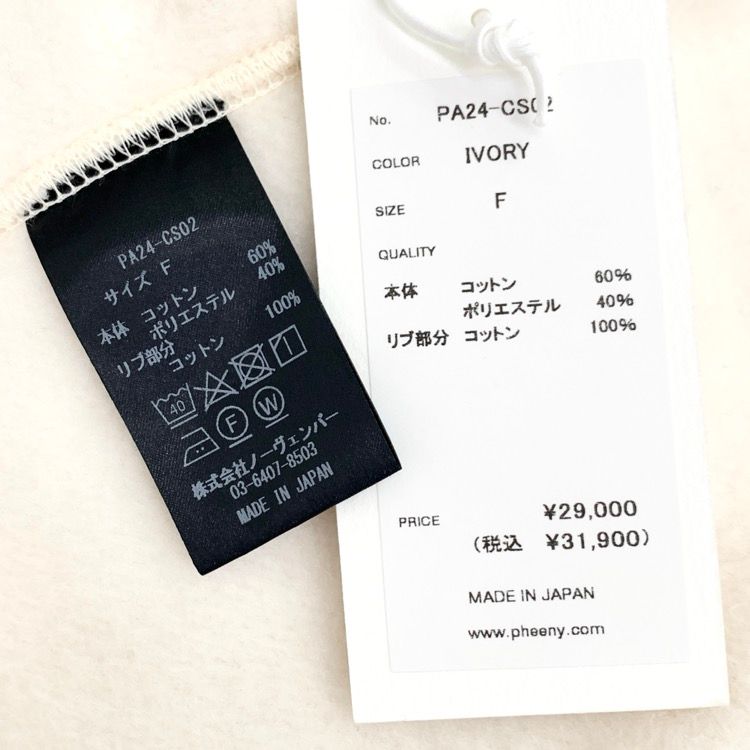 PA24-CS02
サイズ F
本体 コットン 60%
ポリエステル 40%
リブ部分 コットン 100%
40
F W
株式会社ノーヴェンバー
03-6407-8503
MADE IN JAPAN
No. PA24-CS02
COLOR IVORY
SIZE F
QUALITY
本体 コットン 60%
ポリエステル 40%
リブ部分 コットン 100%
PRICE ¥29,000
(税込 ¥31,900)
MADE IN JAPAN
www.pheeny.com